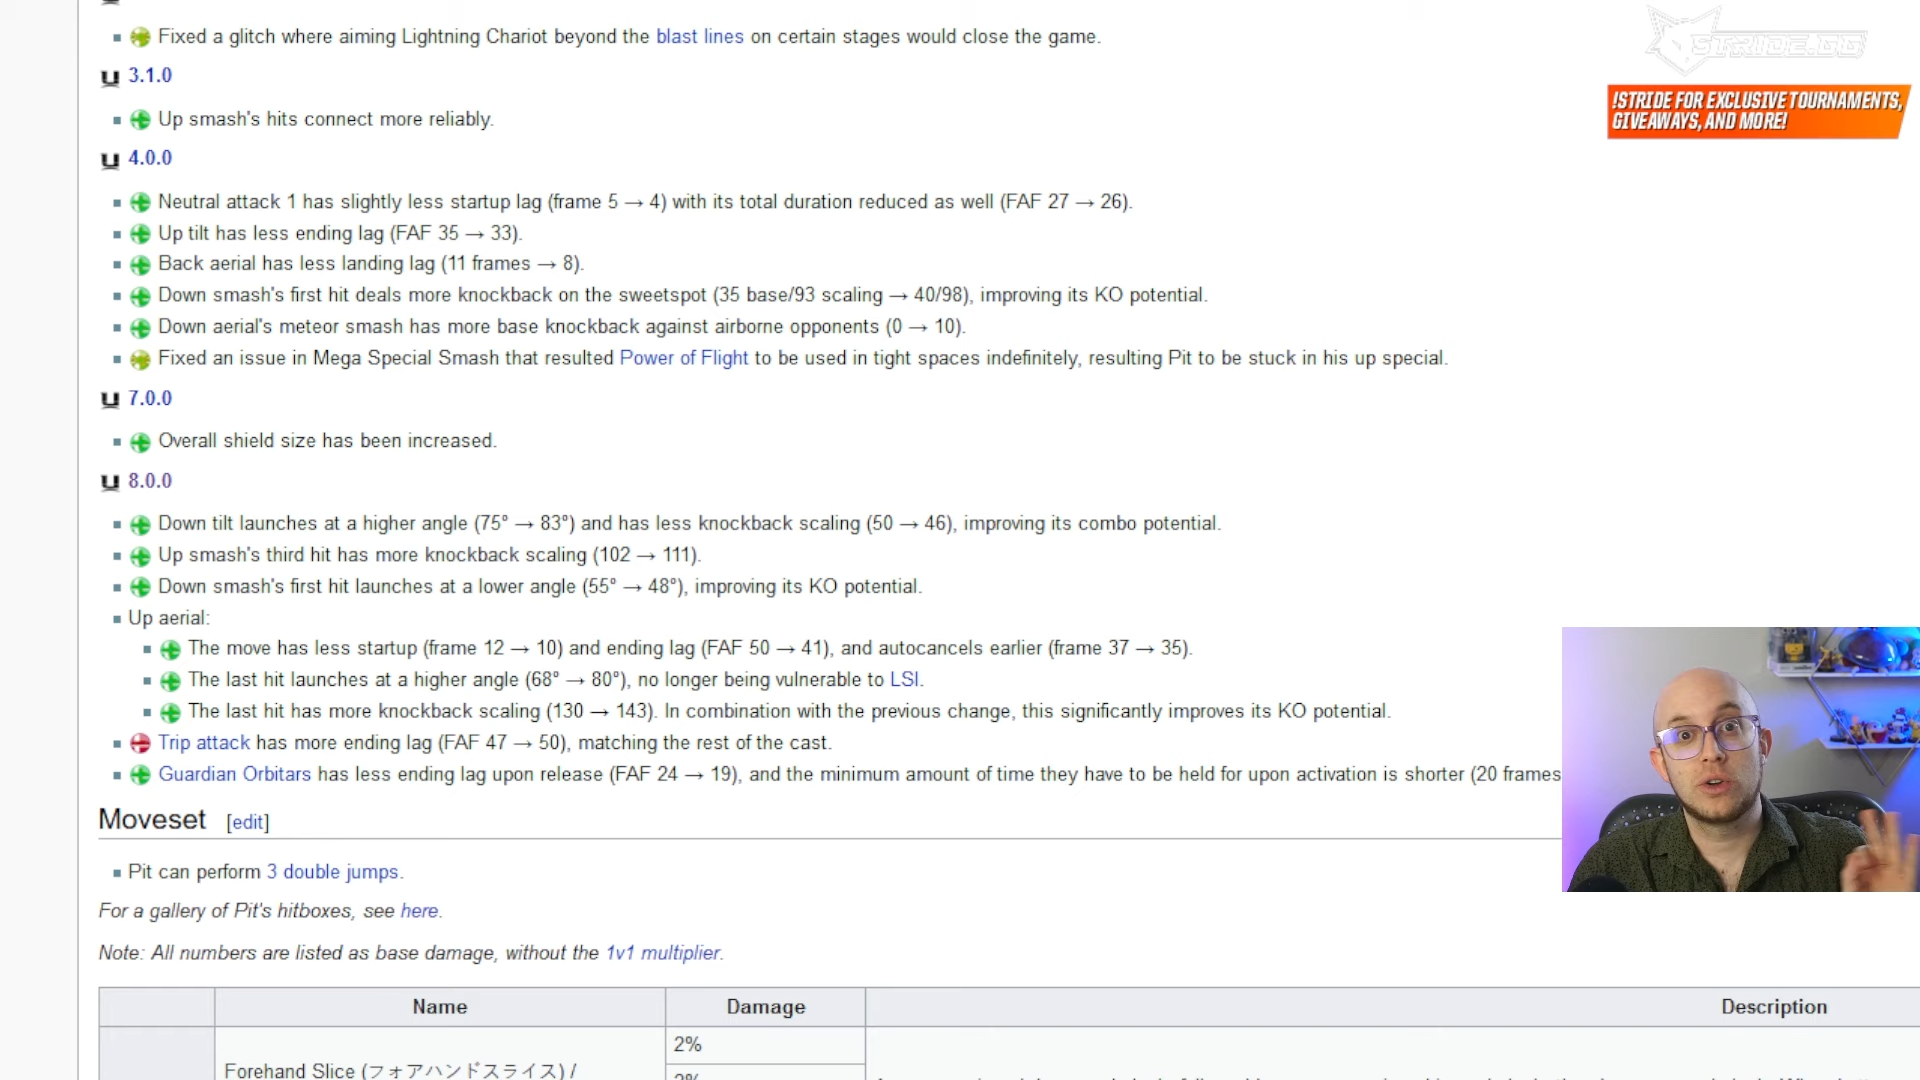 Fixed a glitch where aiming Lightning Chariot beyond the blast lines on certain stages would close the game.
STRIDE.GG
!STRIDE FOR EXCLUSIVE TOURNAMENTS,
GIVEAWAYS, AND MORE!
3.1.0
Up smash's hits connect more reliably.
4.0.0
Neutral attack 1 has slightly less startup lag (frame 5 → 4) with its total duration reduced as well (FAF 27 → 26).
Up tilt has less ending lag (FAF 35 → 33).
Back aerial has less landing lag (11 frames → 8).
Down smash's first hit deals more knockback on the sweetspot (35 base/93 scaling → 40/98), improving its KO potential.
Down aerial's meteor smash has more base knockback against airborne opponents (0 → 10).
Fixed an issue in Mega Special Smash that resulted Power of Flight to be used in tight spaces indefinitely, resulting Pit to be stuck in his up special.
7.0.0
Overall shield size has been increased.
8.0.0
Down tilt launches at a higher angle (75° → 83°) and has less knockback scaling (50 → 46), improving its combo potential.
Up smash's third hit has more knockback scaling (102 → 111).
Down smash's first hit launches at a lower angle (55° → 48°), improving its KO potential.
Up aerial:
The move has less startup (frame 12 → 10) and ending lag (FAF 50 → 41), and autocancels earlier (frame 37 → 35).
The last hit launches at a higher angle (68° → 80°), no longer being vulnerable to LSI.
The last hit has more knockback scaling (130 → 143). In combination with the previous change, this significantly improves its KO potential.
Trip attack has more ending lag (FAF 47 → 50), matching the rest of the cast.
Guardian Orbitars has less ending lag upon release (FAF 24 → 19), and the minimum amount of time they have to be held for upon activation is shorter (20 frames
Moveset [edit]
Pit can perform 3 double jumps.
For a gallery of Pit's hitboxes, see here.
Note: All numbers are listed as base damage, without the 1v1 multiplier.
Name Damage Description
2%
Forehand Slice (フォアハンドスライス) /